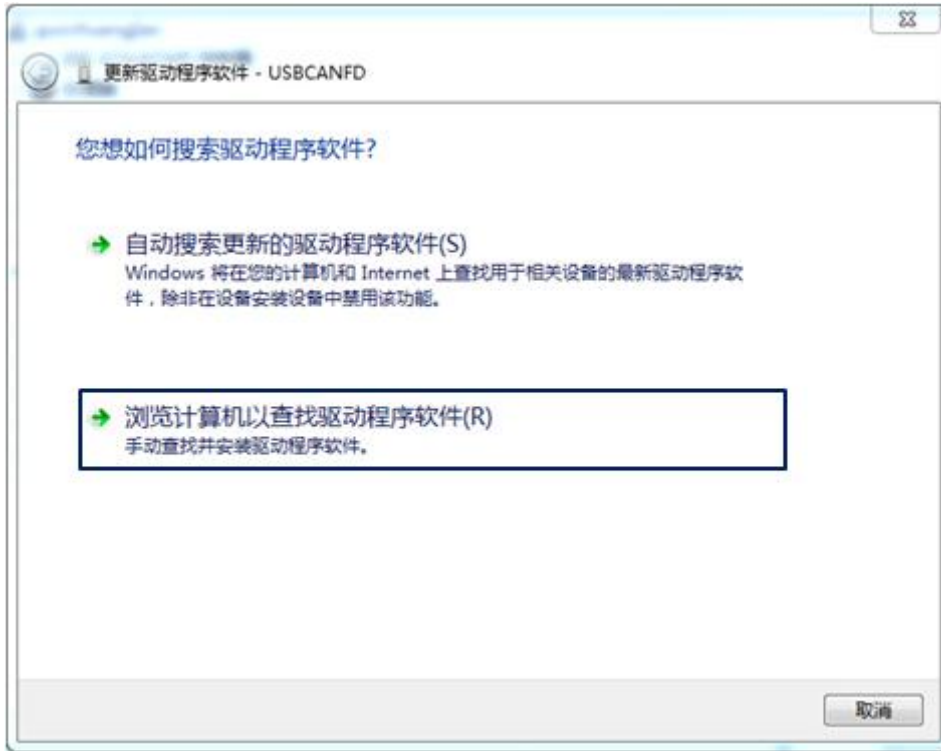 更新驱动程序软件 - USBCANFD
您想如何搜索驱动程序软件?
自动搜索更新的驱动程序软件(S)
Windows 将在您的计算机和 Internet 上查找用于相关设备的最新驱动程序软
件，除非在设备安装设备中禁用该功能。
浏览计算机以查找驱动程序软件(R)
手动查找并安装驱动程序软件。
取消